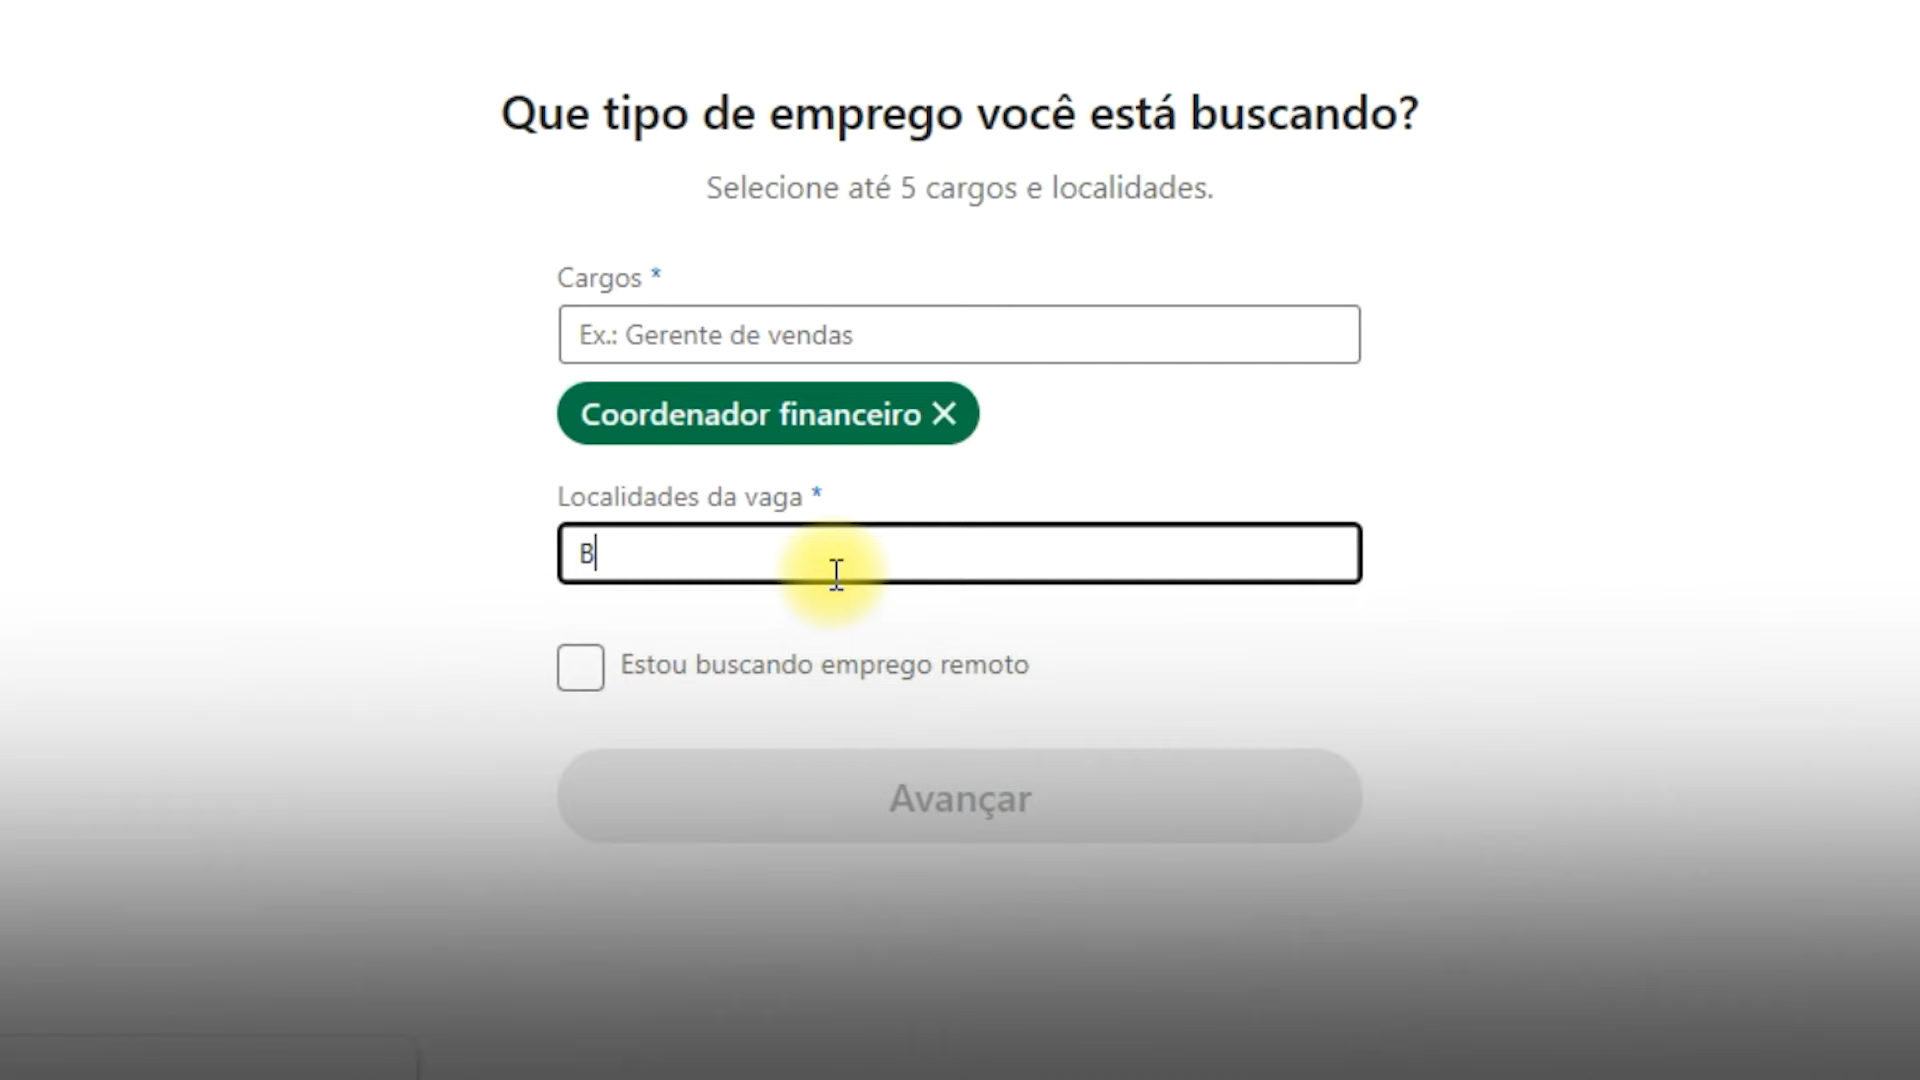 Que tipo de emprego você está buscando?
Selecione até 5 cargos e localidades.
Cargos *
Ex.: Gerente de vendas
Coordenador financeiro ✕
Localidades da vaga *
B
Estou buscando emprego remoto
Avançar